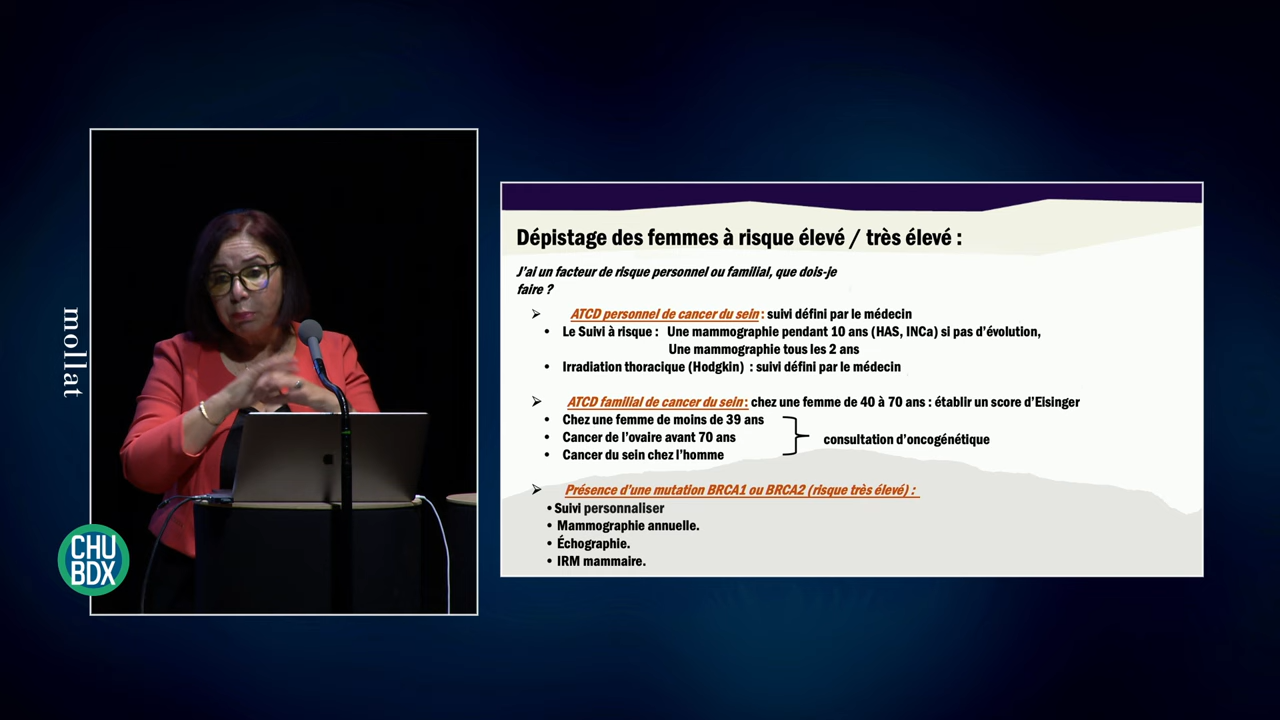 mollat
CHU
BDX
Dépistage des femmes à risque élevé / très élevé :
J'ai un facteur de risque personnel ou familial, que dois-je
faire ?
ATCD personnel de cancer du sein : suivi défini par le médecin
• Le Suivi à risque : Une mammographie pendant 10 ans (HAS, INCa) si pas d'évolution,
Une mammographie tous les 2 ans
• Irradiation thoracique (Hodgkin) : suivi défini par le médecin
ATCD familial de cancer du sein : chez une femme de 40 à 70 ans : établir un score d'Eisinger
• Chez une femme de moins de 39 ans
• Cancer de l'ovaire avant 70 ans
• Cancer du sein chez l'homme
consultation d'oncogénétique
Présence d'une mutation BRCA1 ou BRCA2 (risque très élevé) :
• Suivi personnaliser
• Mammographie annuelle.
• Échographie.
• IRM mammaire.